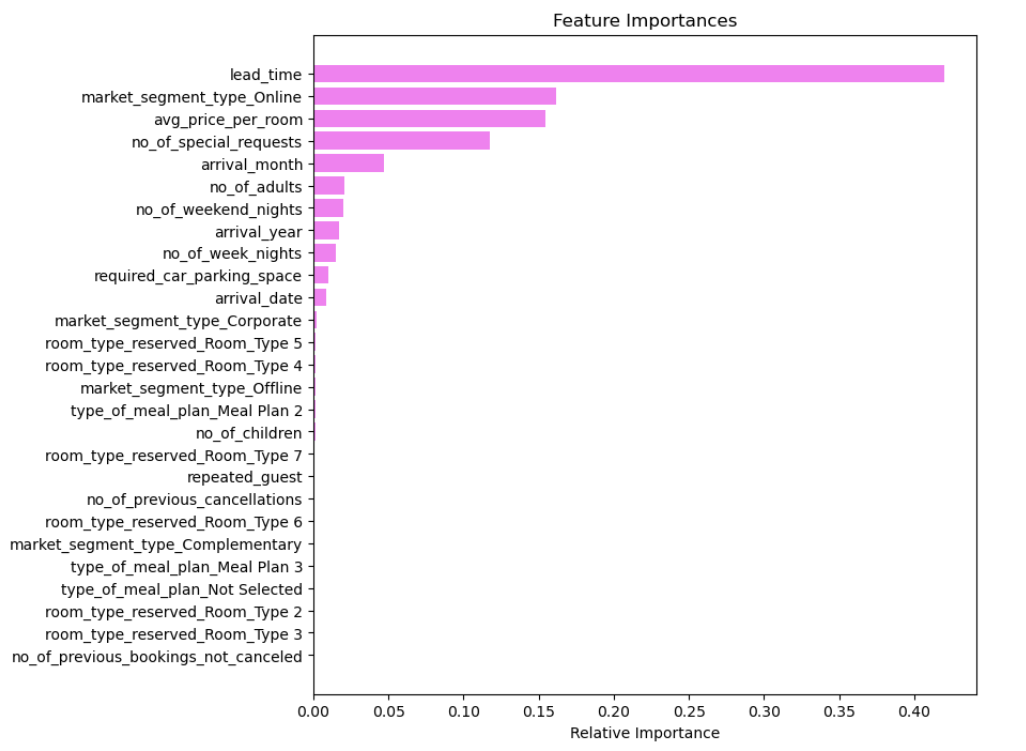 Feature Importances
lead_time
market_segment_type_Online
avg_price_per_room
no_of_special_requests
arrival_month
no_of_adults
no_of_weekend_nights
arrival_year
no_of_week_nights
required_car_parking_space
arrival_date
market_segment_type_Corporate
room_type_reserved_Room_Type 5
room_type_reserved_Room_Type 4
market_segment_type_Offline
type_of_meal_plan_Meal Plan 2
no_of_children
room_type_reserved_Room_Type 7
repeated_guest
no_of_previous_cancellations
room_type_reserved_Room_Type 6
market_segment_type_Complementary
type_of_meal_plan_Meal Plan 3
type_of_meal_plan_Not Selected
room_type_reserved_Room_Type 2
room_type_reserved_Room_Type 3
no_of_previous_bookings_not_canceled
0.00 0.05 0.10 0.15 0.20 0.25 0.30 0.35 0.40
Relative Importance